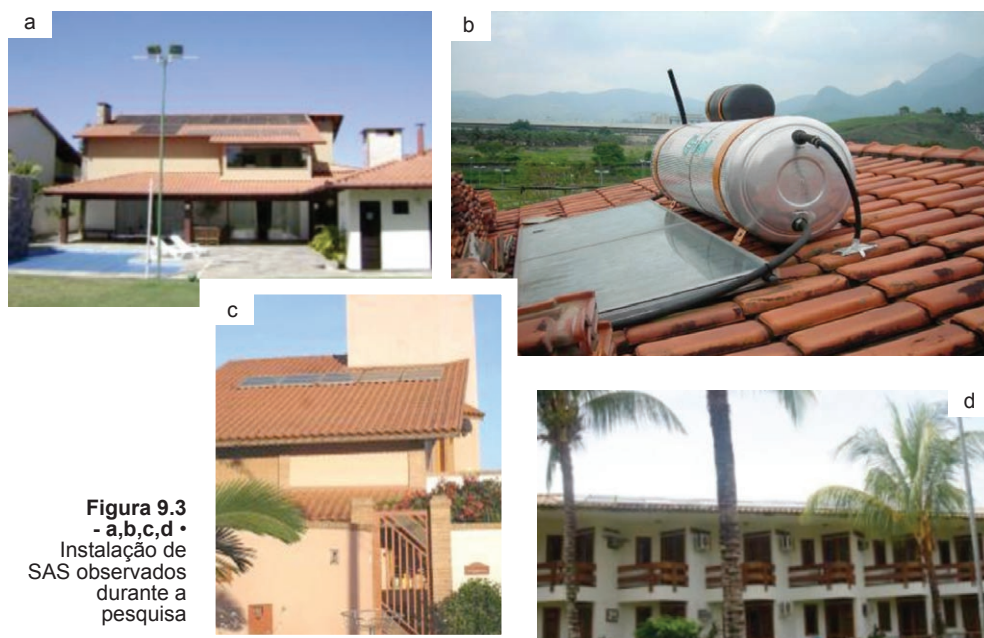 a
b
c
d
Figura 9.3
- a,b,c,d •
Instalação de
SAS observados
durante a
pesquisa